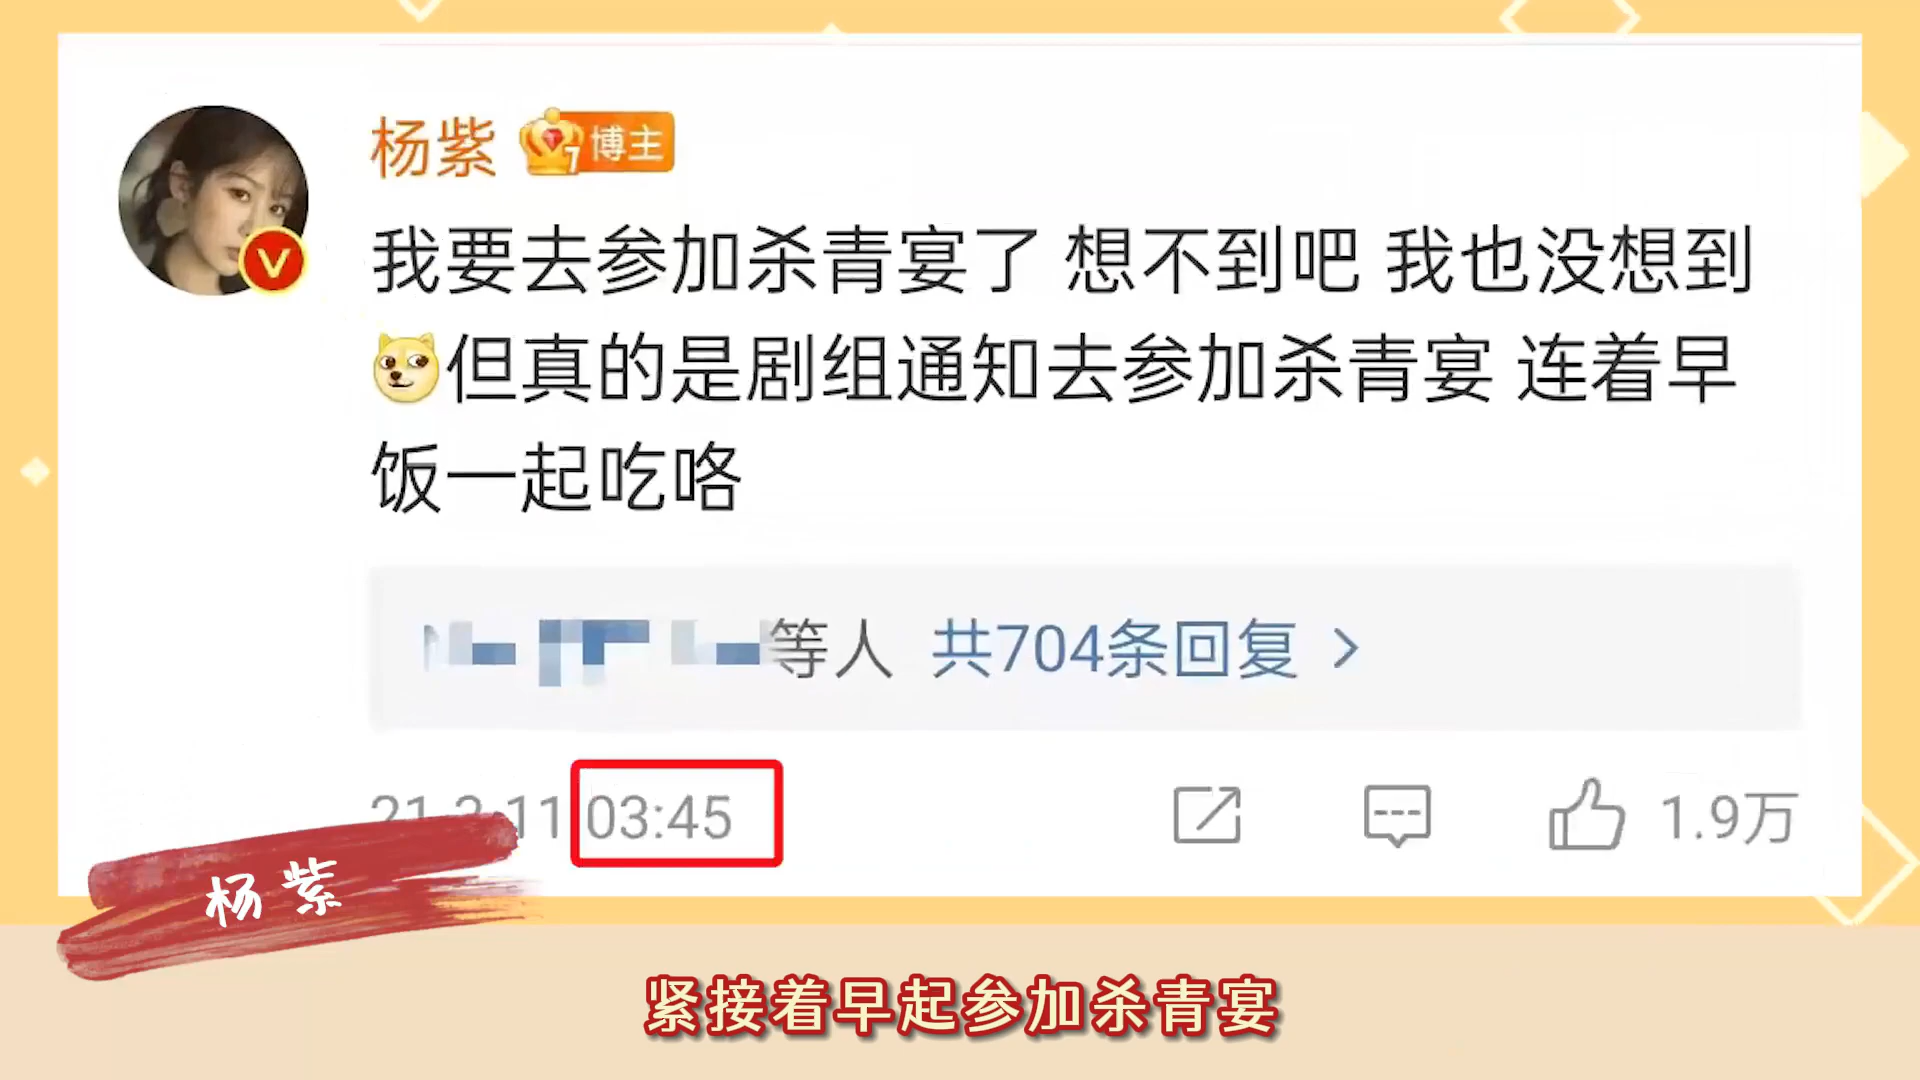 杨紫 7 博主
我要去参加杀青宴了 想不到吧 我也没想到
但真的是剧组通知去参加杀青宴 连着早
饭一起吃咯
等人 共704条回复 >
03:45
1.9万
杨紫
紧接着早起参加杀青宴